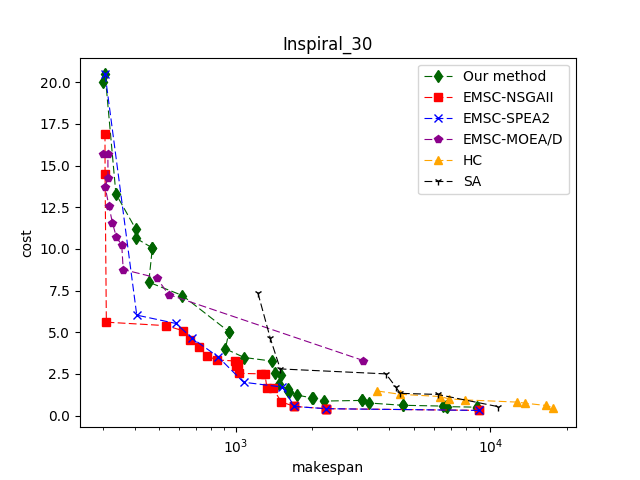 Inspiral_30
cost
20.0
17.5
15.0
12.5
10.0
7.5
5.0
2.5
0.0
Our method
EMSC-NSGAII
EMSC-SPEA2
EMSC-MOEA/D
HC
SA
10³ 10⁴
makespan